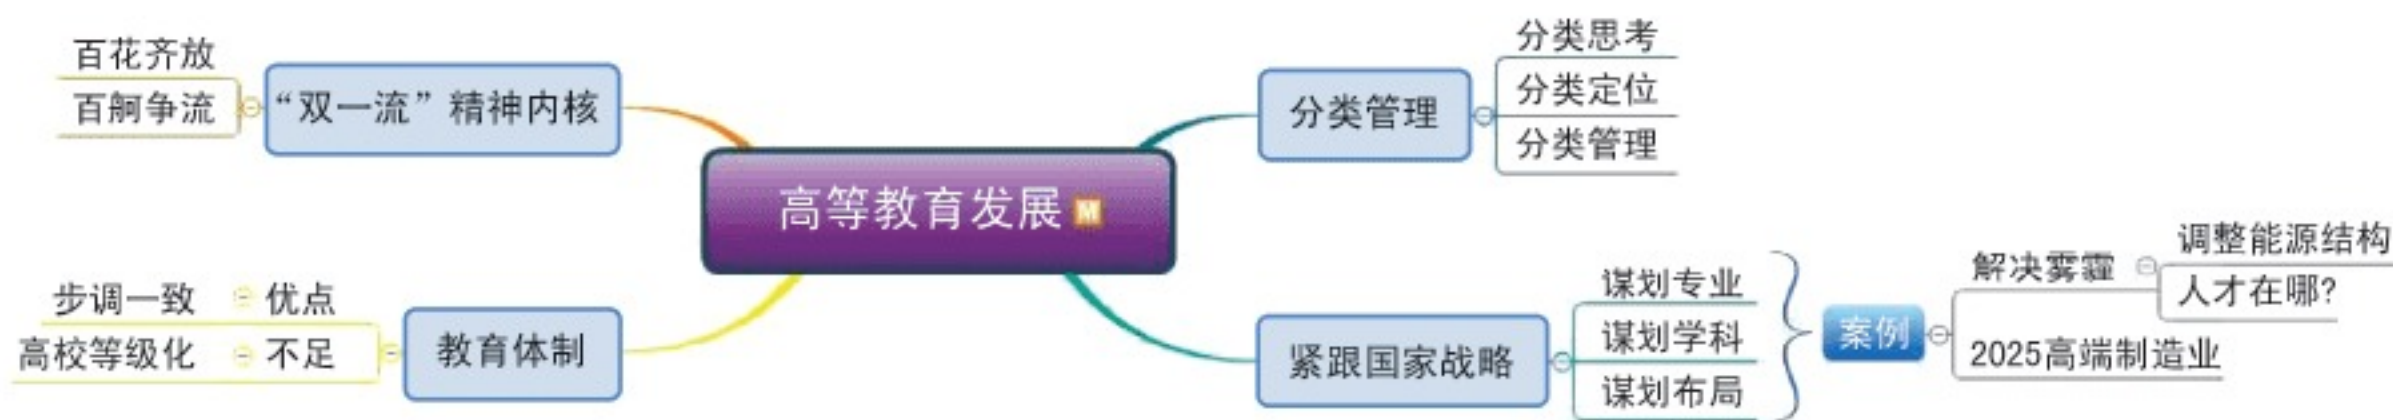 高等教育发展 M
“双一流”精神内核
百花齐放
百舸争流
教育体制
优点
步调一致
不足
高校等级化
分类管理
分类思考
分类定位
分类管理
紧跟国家战略
谋划专业
谋划学科
谋划布局
案例
解决雾霾
调整能源结构
人才在哪?
2025高端制造业